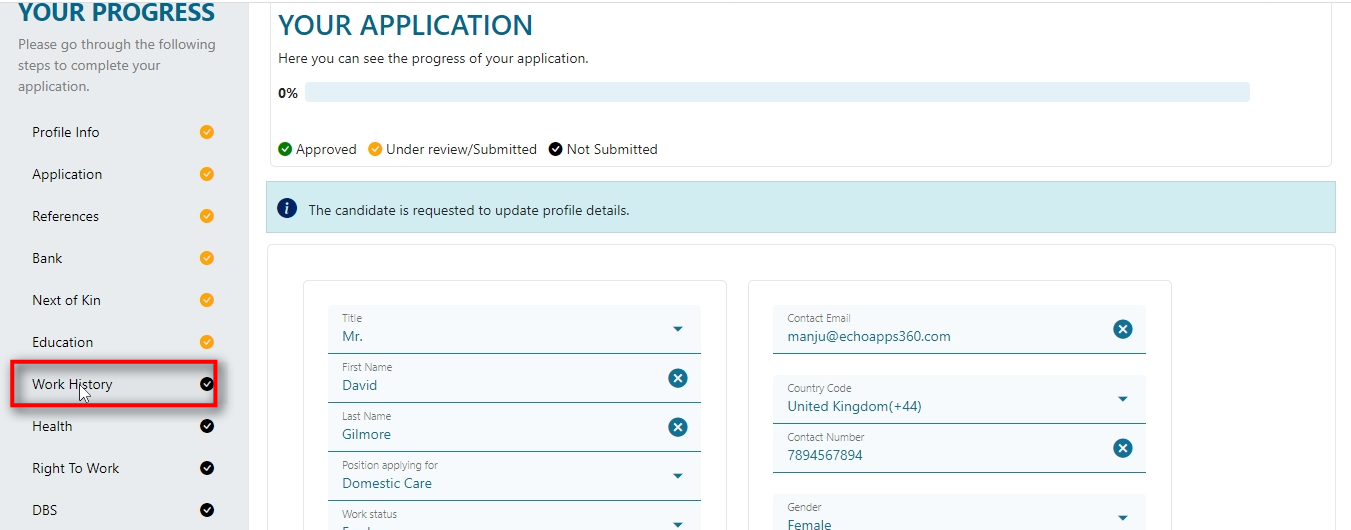 YOUR PROGRESS
Please go through the following
steps to complete your
application.
Profile Info
Application
References
Bank
Next of Kin
Education
Work History
Health
Right To Work
DBS
YOUR APPLICATION
Here you can see the progress of your application.
0%
Approved Under review/Submitted Not Submitted
The candidate is requested to update profile details.
Title
Mr.
First Name
David
Last Name
Gilmore
Position applying for
Domestic Care
Work status
Contact Email
manju@echoapps360.com
Country Code
United Kingdom(+44)
Contact Number
7894567894
Gender
Female